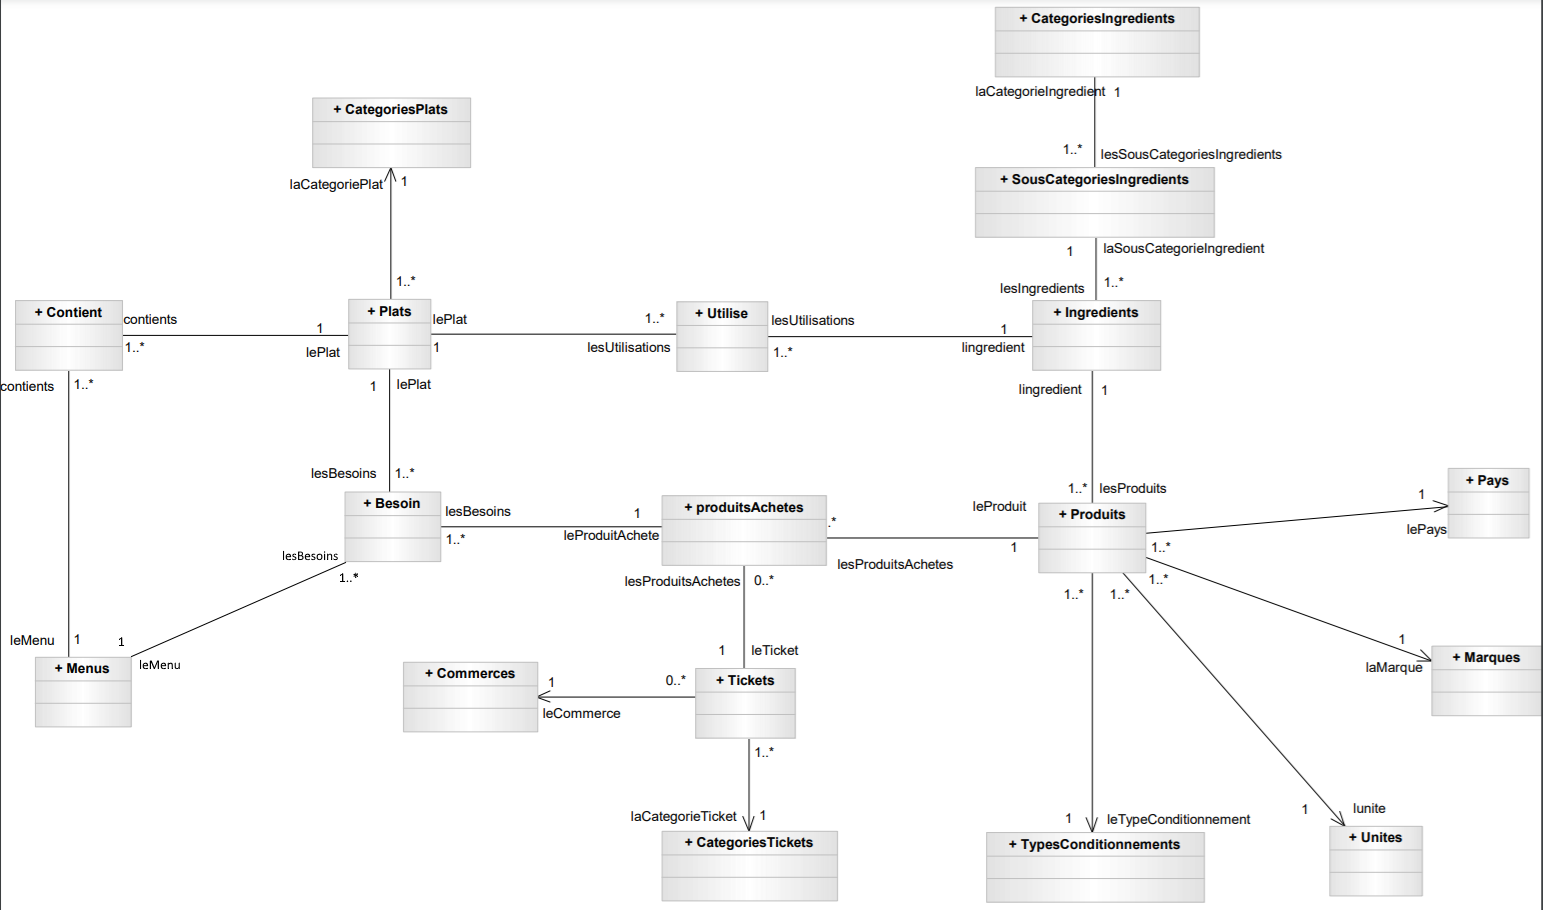 + CategoriesIngredients
laCategorieIngredient 1
1..* lesSousCategoriesIngredients
+ CategoriesPlats
laCategoriePlat 1
+ SousCategoriesIngredients
1 laSousCategorieIngredient
lesIngredients 1..*
1..*
+ Contient
contients
1..*
1
lePlat
+ Plats
lePlat
1
1..*
lesUtilisations
+ Utilise
lesUtilisations
1..*
1
lingredient
+ Ingredients
contients 1..*
1 lePlat
lingredient 1
lesBesoins 1..*
1..* lesProduits
+ Besoin
lesBesoins
1..*
1
leProduitAchete
+ produitsAchetes
.*
lesProduitsAchetes
leProduit
1
+ Produits
1..*
1..*
1..*
1..*
1
lePays
+ Pays
lesBesoins
1..*
lesProduitsAchetes 0..*
leMenu 1
1
leMenu
+ Menus
1 leTicket
+ Commerces
1
leCommerce
0..*
+ Tickets
1..*
1
laMarque
+ Marques
laCategorieTicket 1
+ CategoriesTickets
1 leTypeConditionnement
+ TypesConditionnements
1 lunite
+ Unites